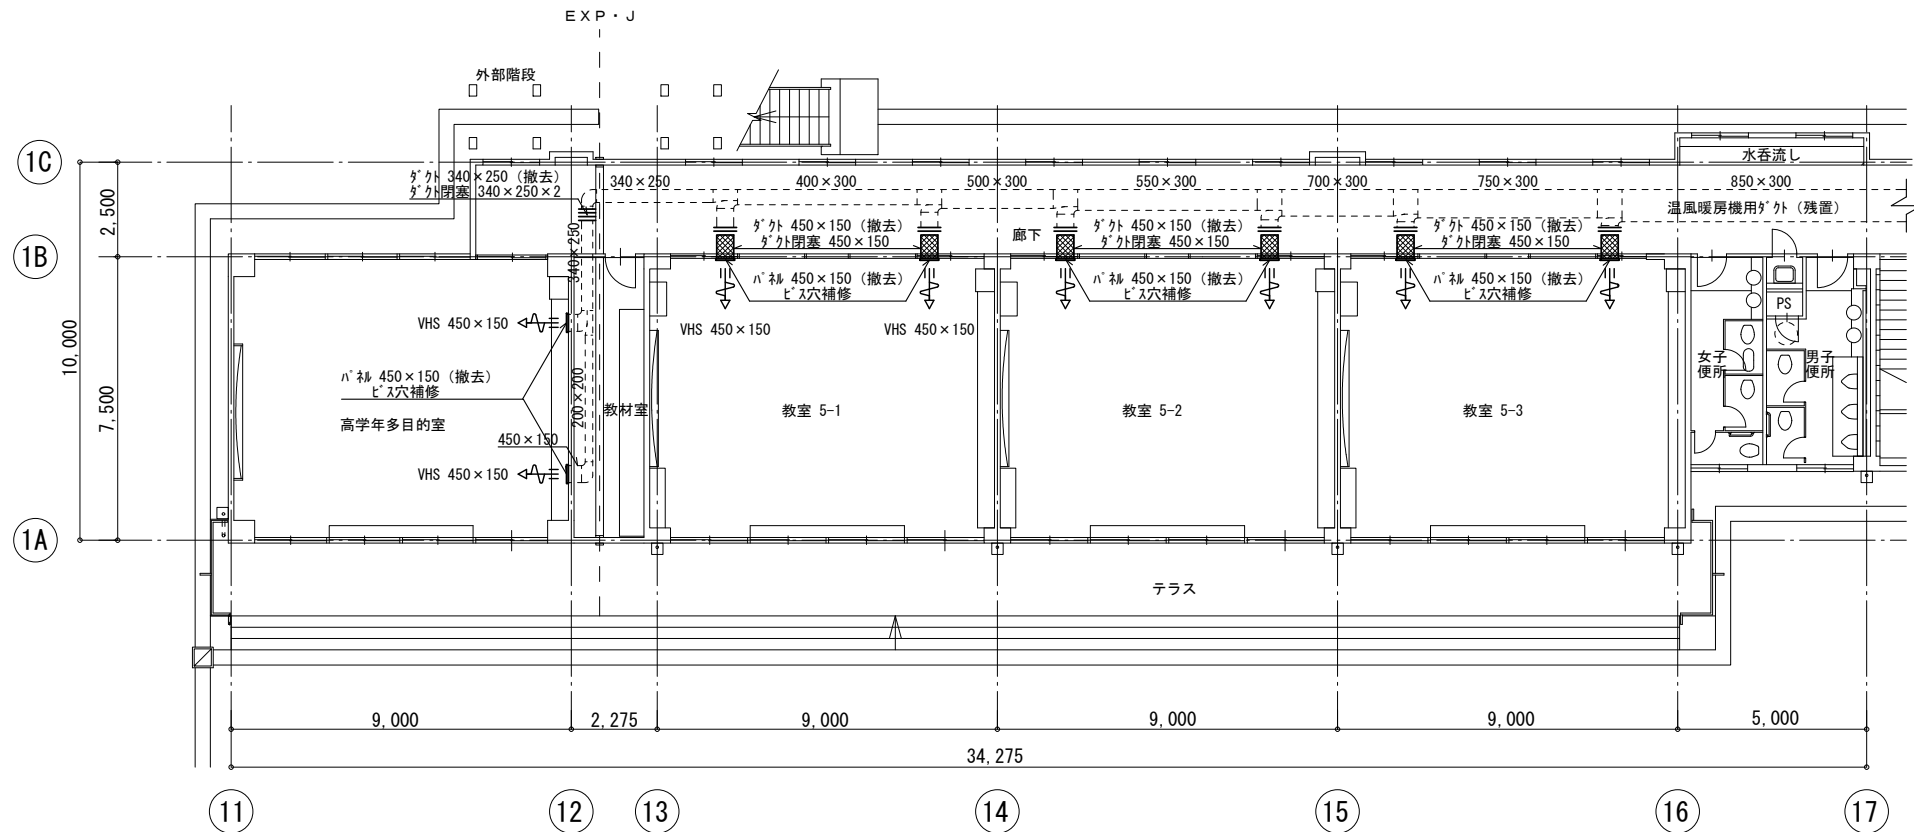 ＥＸＰ・Ｊ
外部階段
1C
水呑流し
ﾀﾞｸﾄ 340×250 (撤去)
ﾀﾞｸﾄ閉塞 340×250×2
340×250
400×300
500×300
550×300
700×300
750×300
850×300
2,500
温風暖房機用ﾀﾞｸﾄ (残置)
ﾀﾞｸﾄ 450×150 (撤去)
ﾀﾞｸﾄ閉塞 450×150
廊下
ﾀﾞｸﾄ 450×150 (撤去)
ﾀﾞｸﾄ閉塞 450×150
ﾀﾞｸﾄ 450×150 (撤去)
ﾀﾞｸﾄ閉塞 450×150
1B
340×250
ﾊﾟﾈﾙ 450×150 (撤去)
ﾋﾞｽ穴補修
ﾊﾟﾈﾙ 450×150 (撤去)
ﾋﾞｽ穴補修
ﾊﾟﾈﾙ 450×150 (撤去)
ﾋﾞｽ穴補修
PS
VHS 450×150
VHS 450×150
VHS 450×150
10,000
7,500
ﾊﾟﾈﾙ 450×150 (撤去)
ﾋﾞｽ穴補修
200×200
女子
便所
男子
便所
教材室
教室 5-1
教室 5-2
教室 5-3
高学年多目的室
450×150
VHS 450×150
1A
テラス
9,000
2,275
9,000
9,000
9,000
5,000
34,275
11
12
13
14
15
16
17